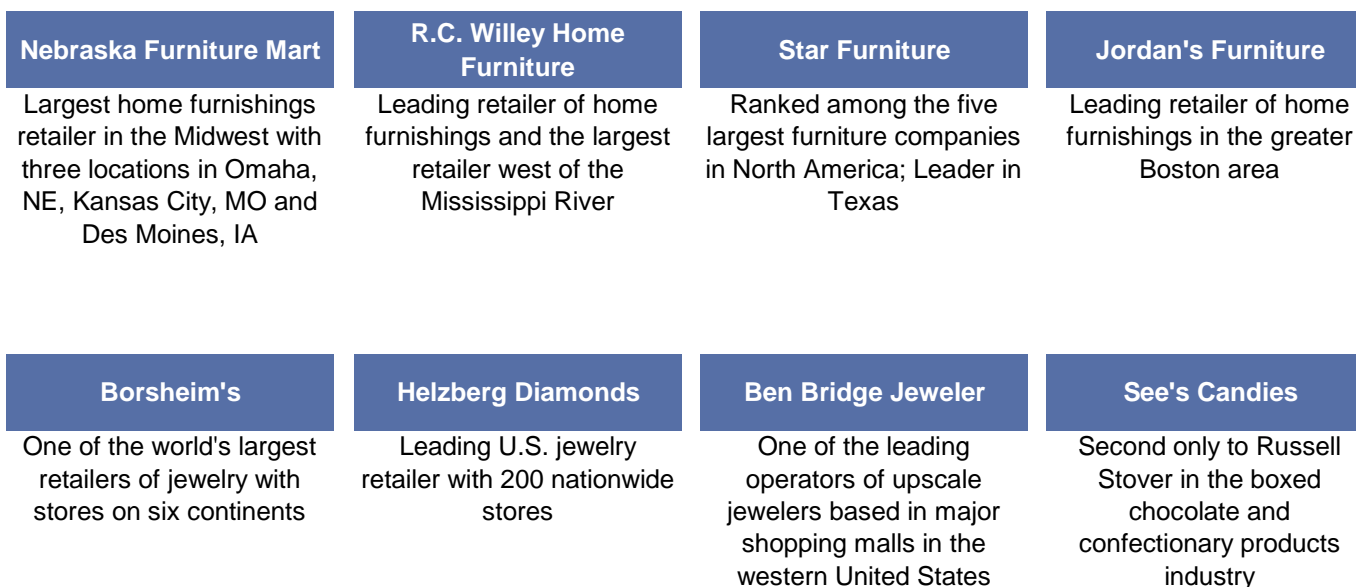 Nebraska Furniture Mart
Largest home furnishings
retailer in the Midwest with
three locations in Omaha,
NE, Kansas City, MO and
Des Moines, IA
R.C. Willey Home
Furniture
Leading retailer of home
furnishings and the largest
retailer west of the
Mississippi River
Star Furniture
Ranked among the five
largest furniture companies
in North America; Leader in
Texas
Jordan's Furniture
Leading retailer of home
furnishings in the greater
Boston area
Borsheim's
One of the world's largest
retailers of jewelry with
stores on six continents
Helzberg Diamonds
Leading U.S. jewelry
retailer with 200 nationwide
stores
Ben Bridge Jeweler
One of the leading
operators of upscale
jewelers based in major
shopping malls in the
western United States
See's Candies
Second only to Russell
Stover in the boxed
chocolate and
confectionary products
industry